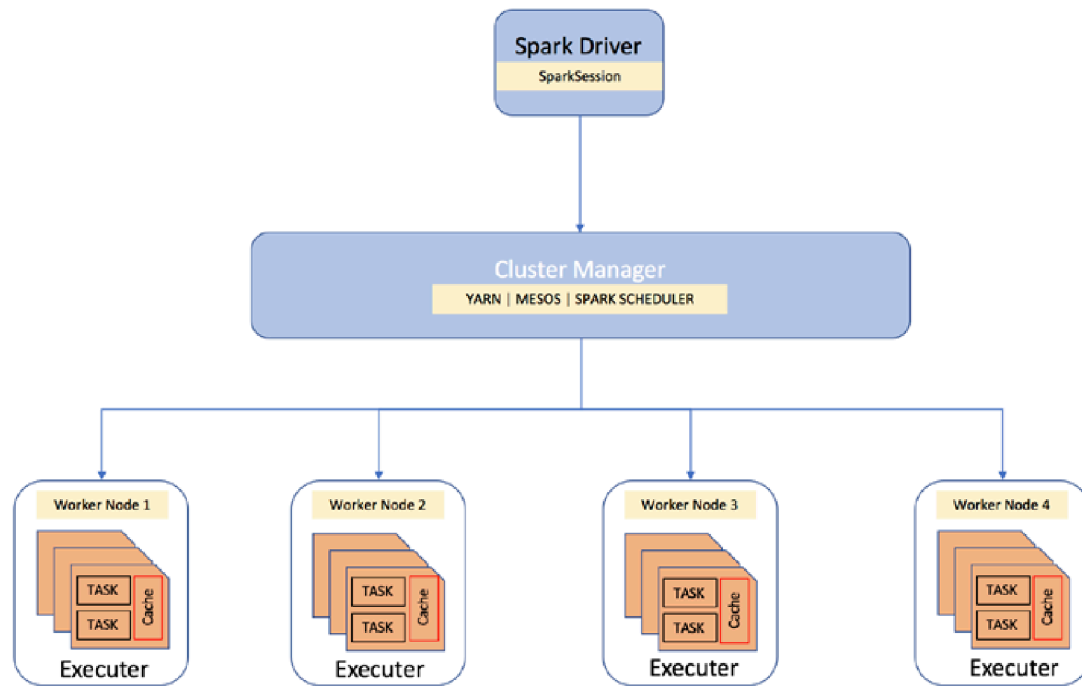 Spark Driver
SparkSession
Cluster Manager
YARN | MESOS | SPARK SCHEDULER
Worker Node 1
TASK
TASK
Cache
Executer
Worker Node 2
TASK
TASK
Cache
Executer
Worker Node 3
TASK
TASK
Cache
Executer
Worker Node 4
TASK
TASK
Cache
Executer